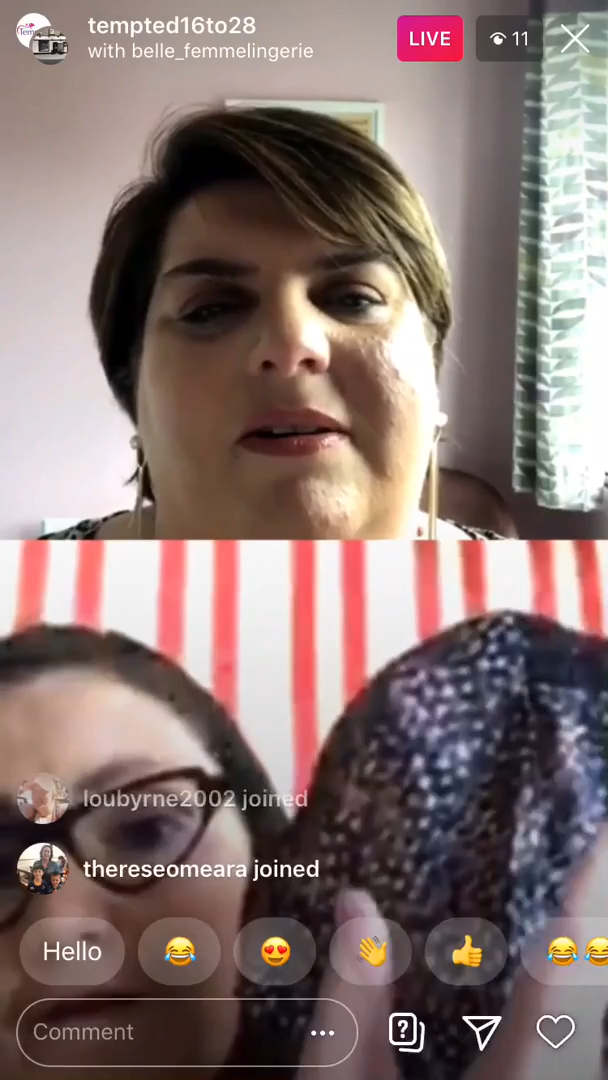 tempted16to28
with belle_femmelingerie
LIVE
11
loubyrne2002 joined
thereseomeara joined
Hello
Comment